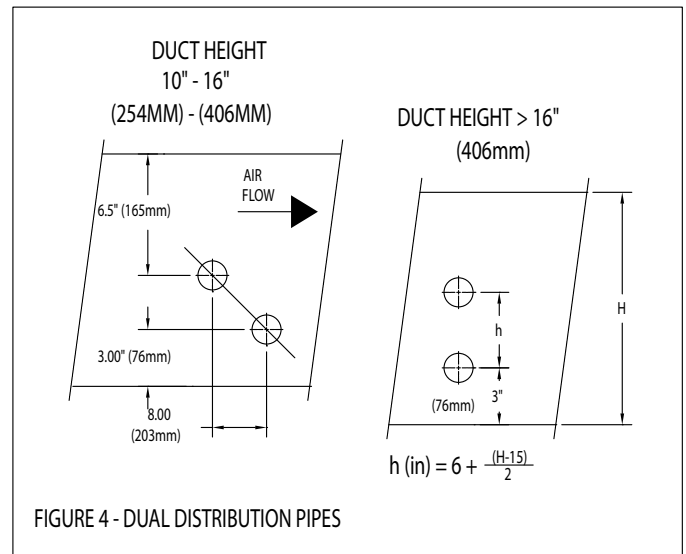 DUCT HEIGHT
10" - 16"
(254MM) - (406MM)
6.5" (165mm)
AIR
FLOW
3.00" (76mm)
8.00
(203mm)
DUCT HEIGHT > 16"
(406mm)
H
h
3"
(76mm)
h (in) = 6 + (H-15)
2
FIGURE 4 - DUAL DISTRIBUTION PIPES